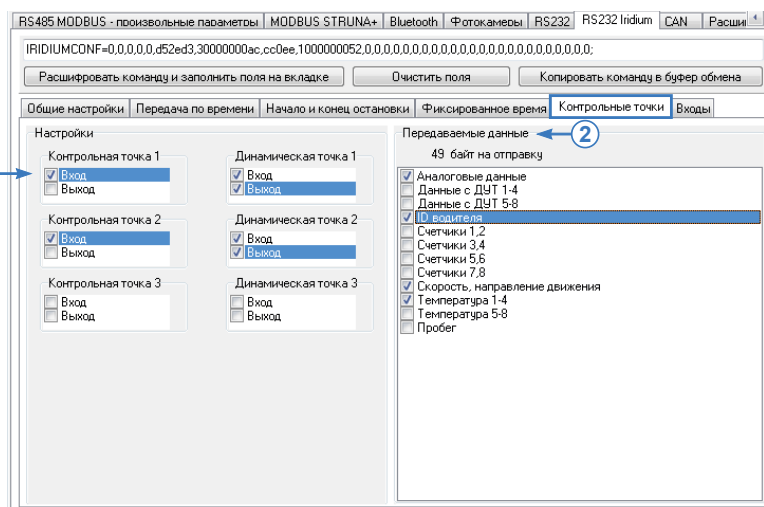 RS485 MODBUS - произвольные параметры MODBUS STRUNA+ Bluetooth Фотокамеры RS232 RS232 Iridium CAN Расши
IRIDIUMCONF=0,0,0,0,0,d52ed3,30000000ac,cc0ee,1000000052,0,0,0,0,0,0,0,0,0,0,0,0,0,0,0,0,0,0,0,0,0,0;
Расшифровать команду и заполнить поля на вкладке Очистить поля Копировать команду в буфер обмена
Общие настройки Передача по времени Начало и конец остановки Фиксированное время Контрольные точки Входы
Настройки
Контрольная точка 1 Динамическая точка 1
Вход Вход
Выход Выход
Контрольная точка 2 Динамическая точка 2
Вход Вход
Выход Выход
Контрольная точка 3 Динамическая точка 3
Вход Вход
Выход Выход
Передаваемые данные 2
49 байт на отправку
Аналоговые данные
Данные с ДУТ 1-4
Данные с ДУТ 5-8
ID водителя
Счетчики 1,2
Счетчики 3,4
Счетчики 5,6
Счетчики 7,8
Скорость, направление движения
Температура 1-4
Температура 5-8
Пробег